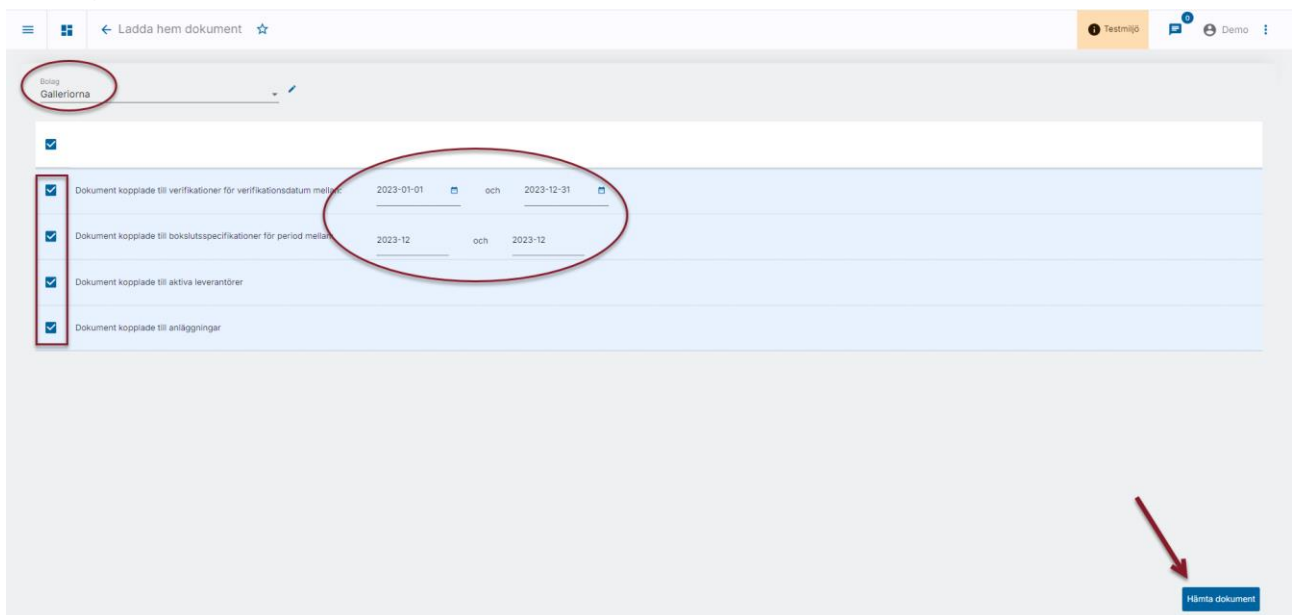 Ladda hem dokument
Testmiljö
0
Demo
Bolag
Galleriorna
Dokument kopplade till verifikationer för verifikationsdatum mellan: 2023-01-01 och 2023-12-31
Dokument kopplade till bokslutsspecifikationer för period mellan: 2023-12 och 2023-12
Dokument kopplade till aktiva leverantörer
Dokument kopplade till anläggningar
Hämta dokument